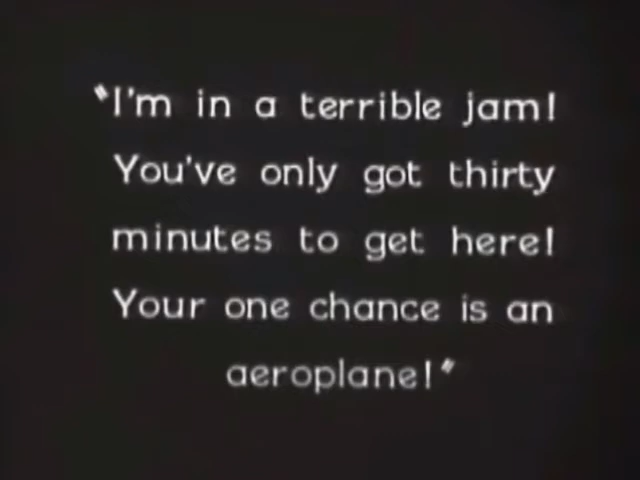 "I'm in a terrible jam!
You've only got thirty
minutes to get here!
Your one chance is an
aeroplane!"